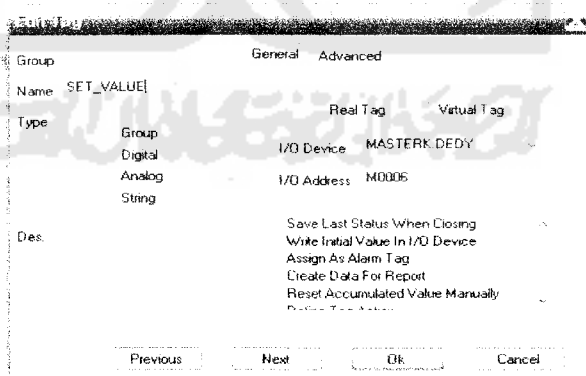 Edit Tag
General Advanced
Group
Name SET_VALUE
Real Tag Virtual Tag
Type
Group
Digital
Analog
String
I/O Device MASTERK.DEDY
I/O Address M0006
Des.
Save Last Status When Closing
Write Initial Value In I/O Device
Assign As Alarm Tag
Create Data For Report
Reset Accumulated Value Manually
Previous Next Ok Cancel